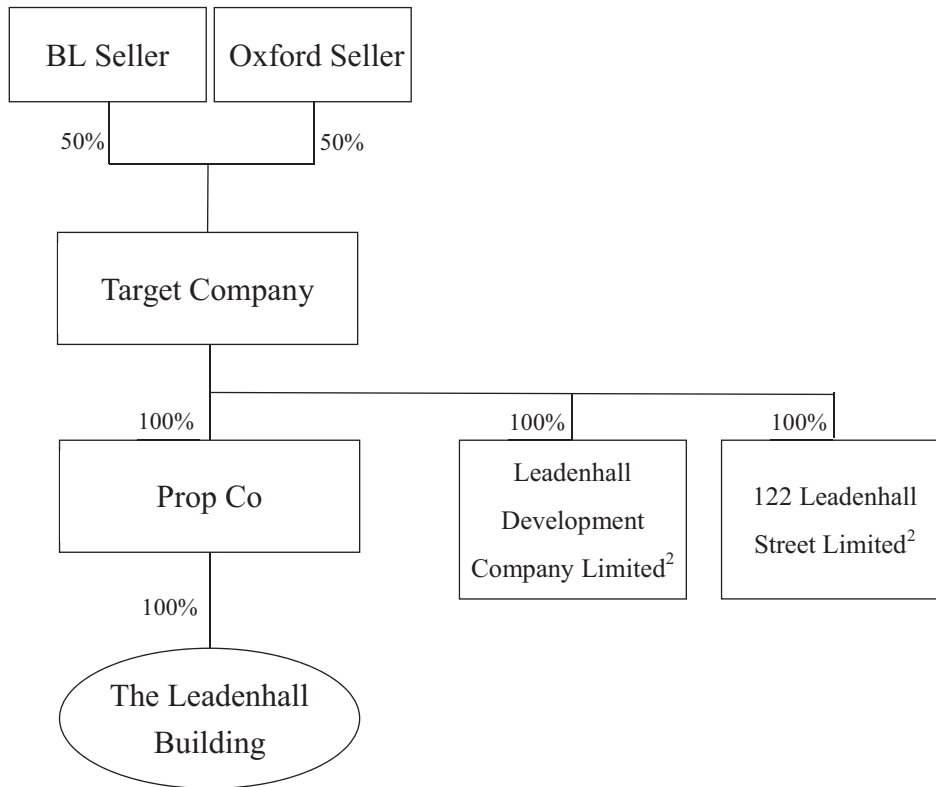 BL Seller
Oxford Seller
50%
50%
Target Company
100%
100%
100%
Prop Co
Leadenhall
Development
Company Limited2
122 Leadenhall
Street Limited2
100%
The Leadenhall
Building